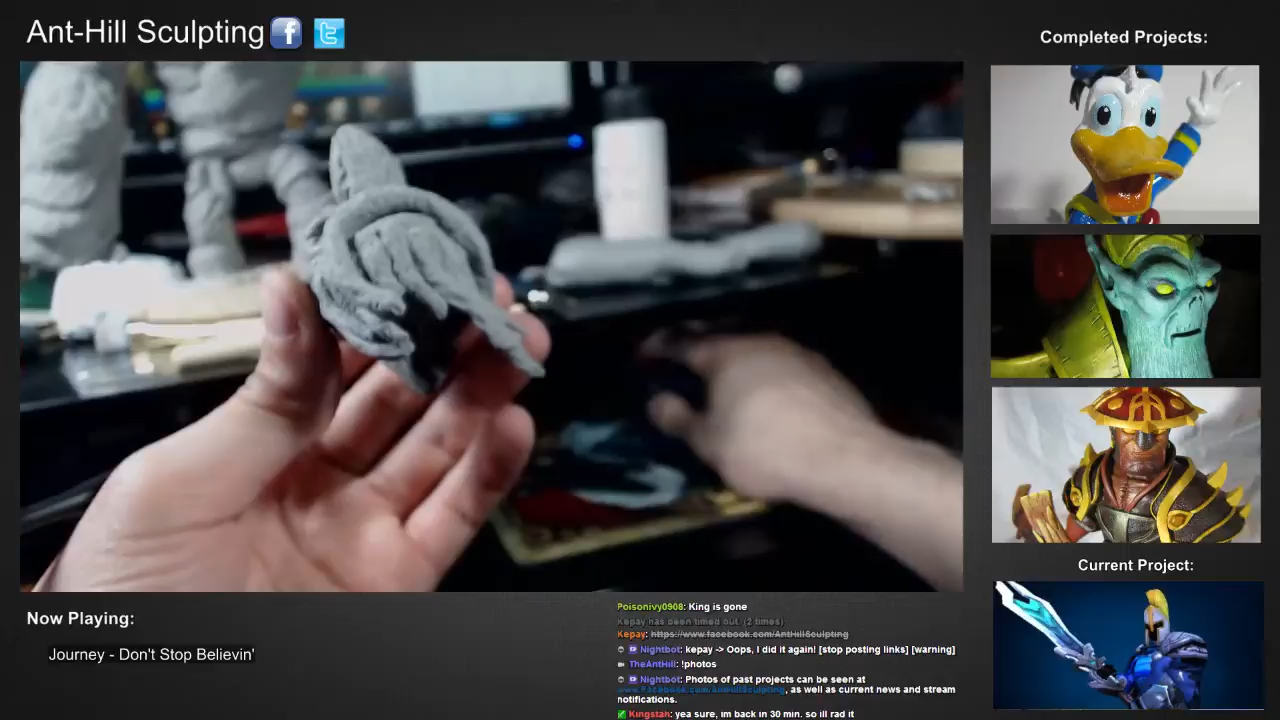 Ant-Hill Sculpting
Completed Projects:
Current Project:
Now Playing:
Journey - Don't Stop Believin'
Poisonivy0908: King is gone
Kepay has been timed out. (2 times)
Kepay: https://www.facebook.com/AntHillSculpting
Nightbot: kepay -> Oops, I did it again! [stop posting links] [warning]
TheAntHill: !photos
Nightbot: Photos of past projects can be seen at
www.Facebook.com/AntHillSculpting, as well as current news and stream
notifications.
Kingstah: yea sure, im back in 30 min. so ill rad it